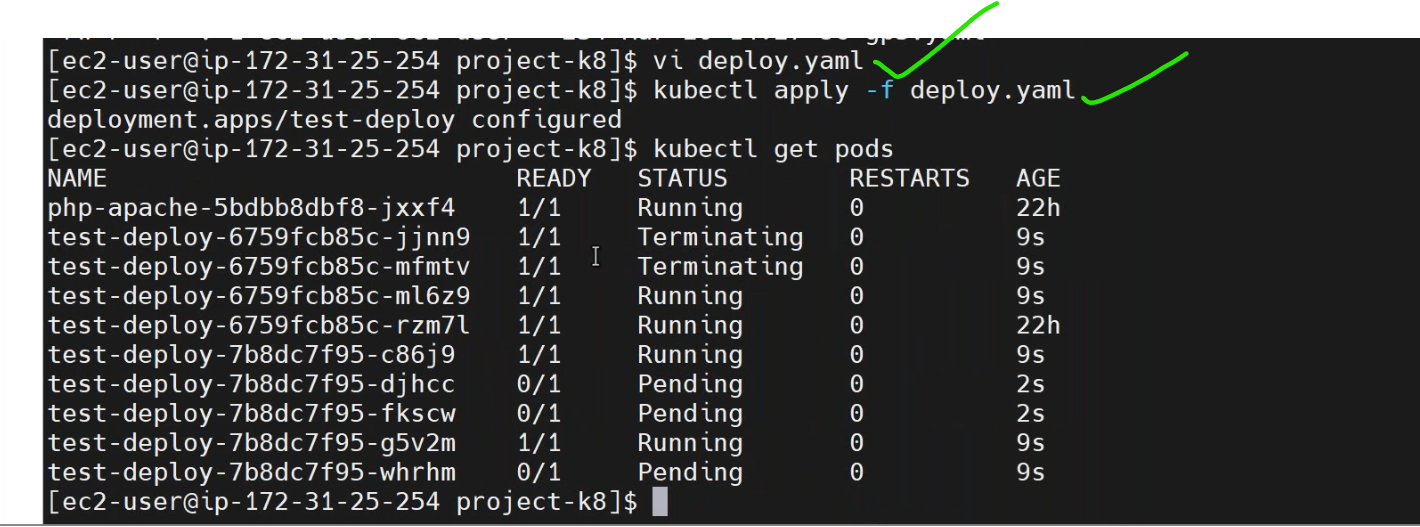 [ec2-user@ip-172-31-25-254 project-k8]$ vi deploy.yaml
[ec2-user@ip-172-31-25-254 project-k8]$ kubectl apply -f deploy.yaml
deployment.apps/test-deploy configured
[ec2-user@ip-172-31-25-254 project-k8]$ kubectl get pods
NAME READY STATUS RESTARTS AGE
php-apache-5bdbb8dbf8-jxxf4 1/1 Running 0 22h
test-deploy-6759fcb85c-jjnn9 1/1 Terminating 0 9s
test-deploy-6759fcb85c-mfmtv 1/1 Terminating 0 9s
test-deploy-6759fcb85c-ml6z9 1/1 Running 0 9s
test-deploy-6759fcb85c-rzm7l 1/1 Running 0 22h
test-deploy-7b8dc7f95-c86j9 1/1 Running 0 9s
test-deploy-7b8dc7f95-djhcc 0/1 Pending 0 2s
test-deploy-7b8dc7f95-fkscw 0/1 Pending 0 2s
test-deploy-7b8dc7f95-g5v2m 1/1 Running 0 9s
test-deploy-7b8dc7f95-whrhm 0/1 Pending 0 9s
[ec2-user@ip-172-31-25-254 project-k8]$